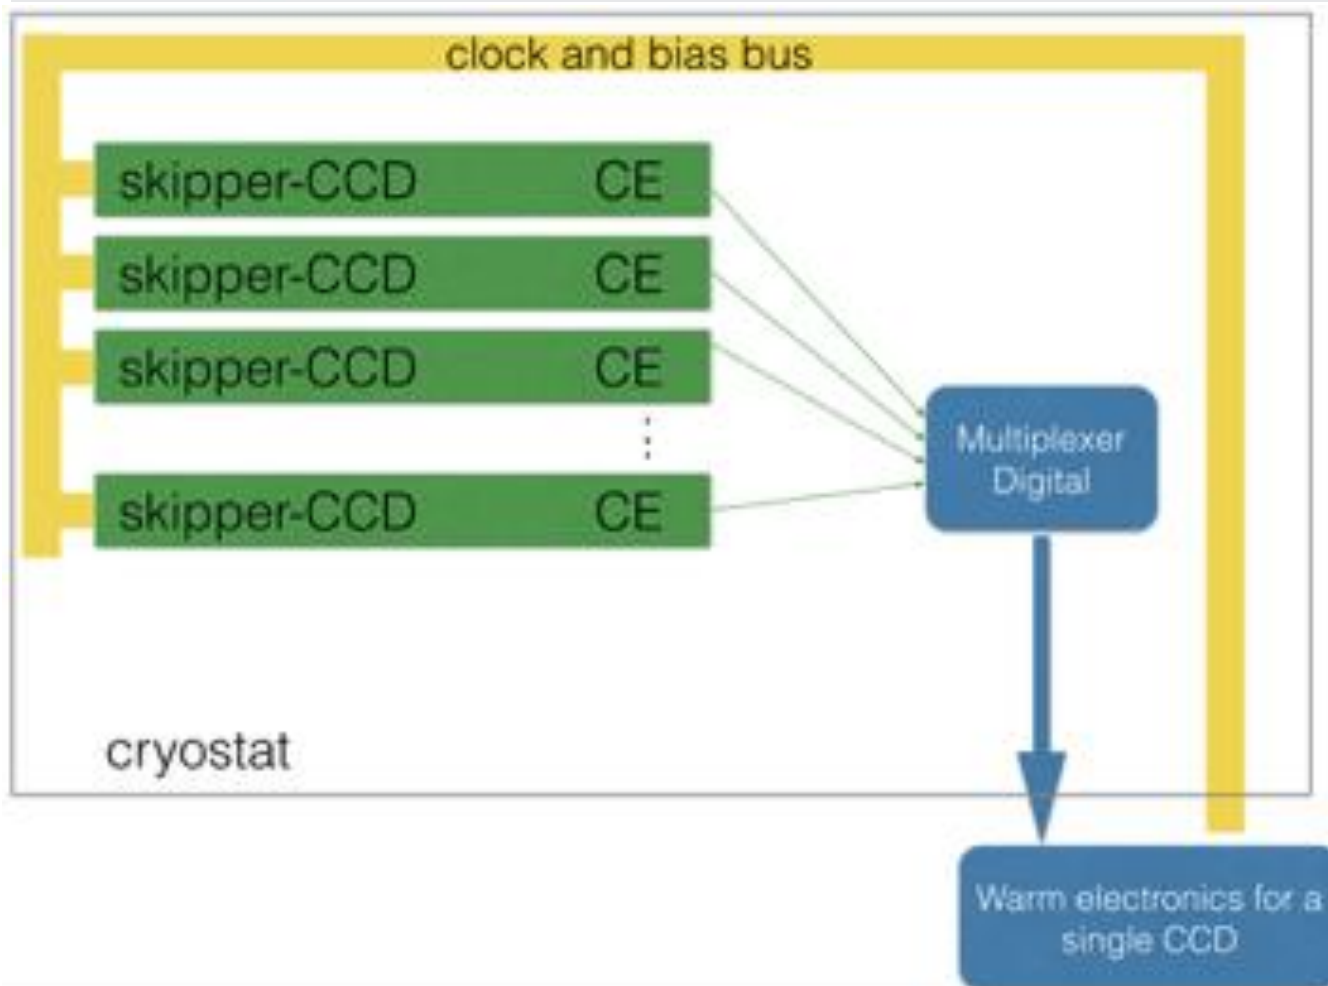 clock and bias bus
skipper-CCD CE
skipper-CCD CE
skipper-CCD CE
skipper-CCD CE
Multiplexer
Digital
cryostat
Warm electronics for a
single CCD